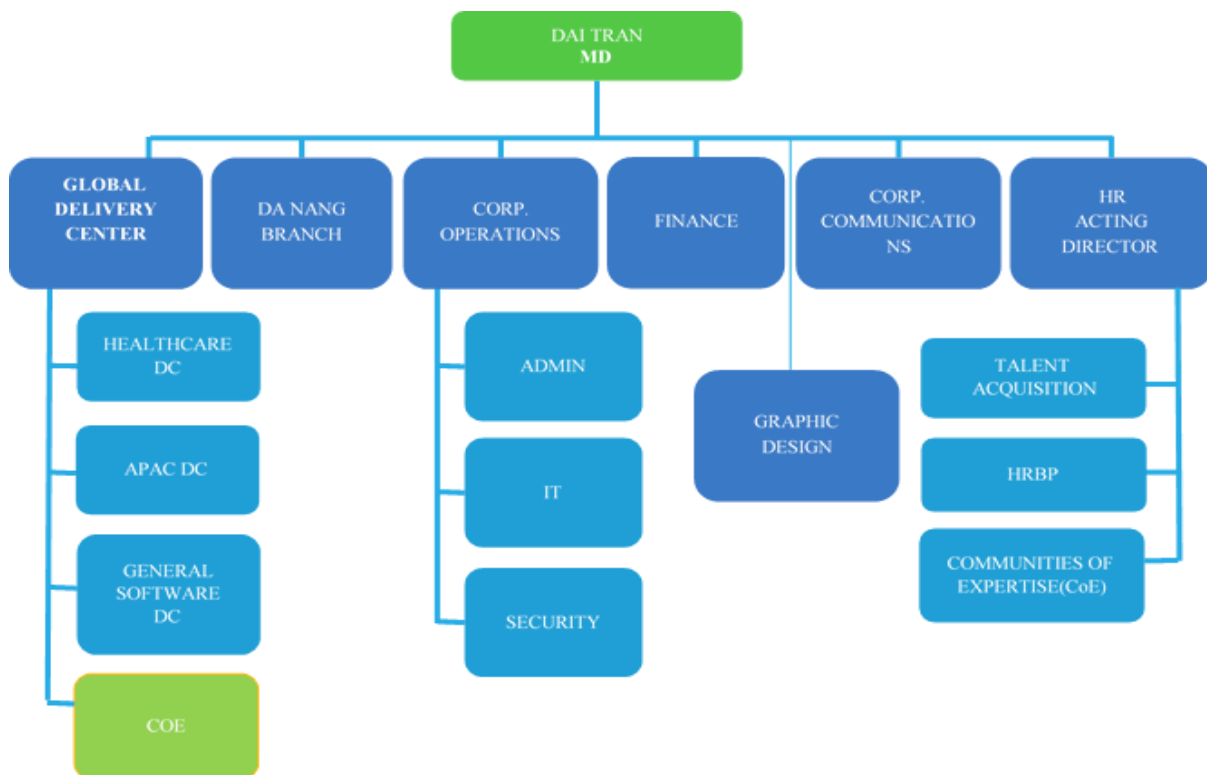 DAI TRAN
MD
GLOBAL
DELIVERY
CENTER
DA NANG
BRANCH
CORP.
OPERATIONS
FINANCE
CORP.
COMMUNICATIO
NS
HR
ACTING
DIRECTOR
HEALTHCARE
DC
APAC DC
GENERAL
SOFTWARE
DC
COE
ADMIN
IT
SECURITY
GRAPHIC
DESIGN
TALENT
ACQUISITION
HRBP
COMMUNITIES OF
EXPERTISE(CoE)